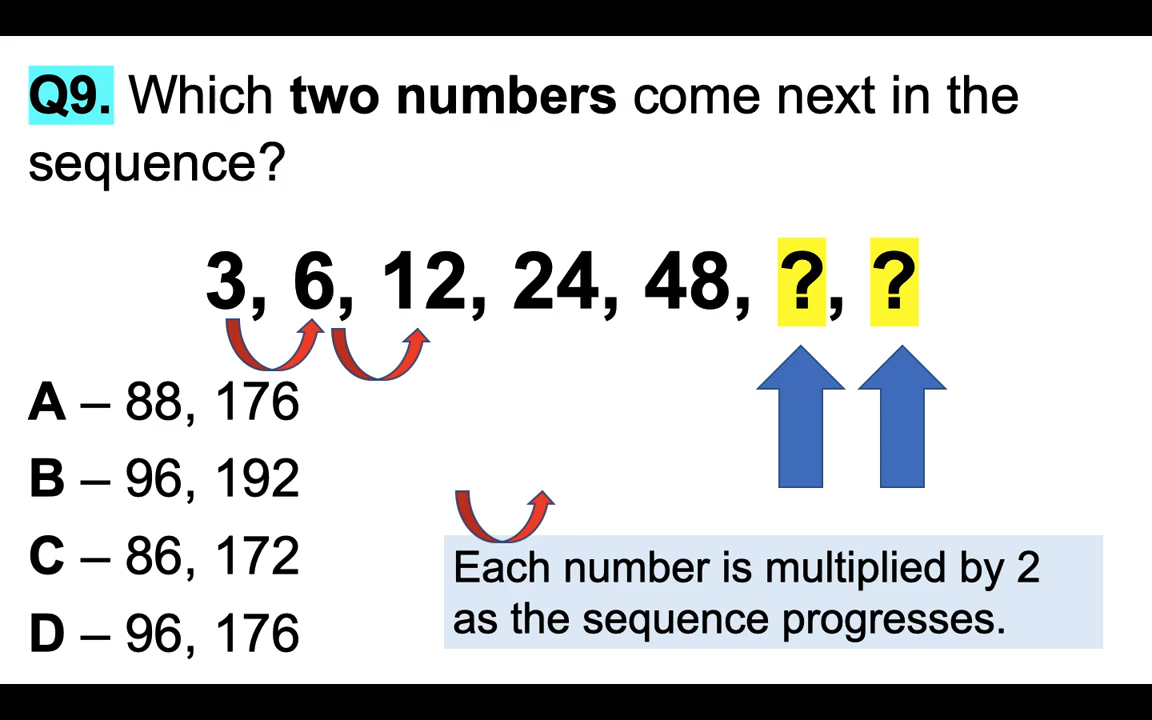 Q9. Which two numbers come next in the
sequence?
3, 6, 12, 24, 48, ?, ?
A – 88, 176
B – 96, 192
C – 86, 172
D – 96, 176
Each number is multiplied by 2
as the sequence progresses.